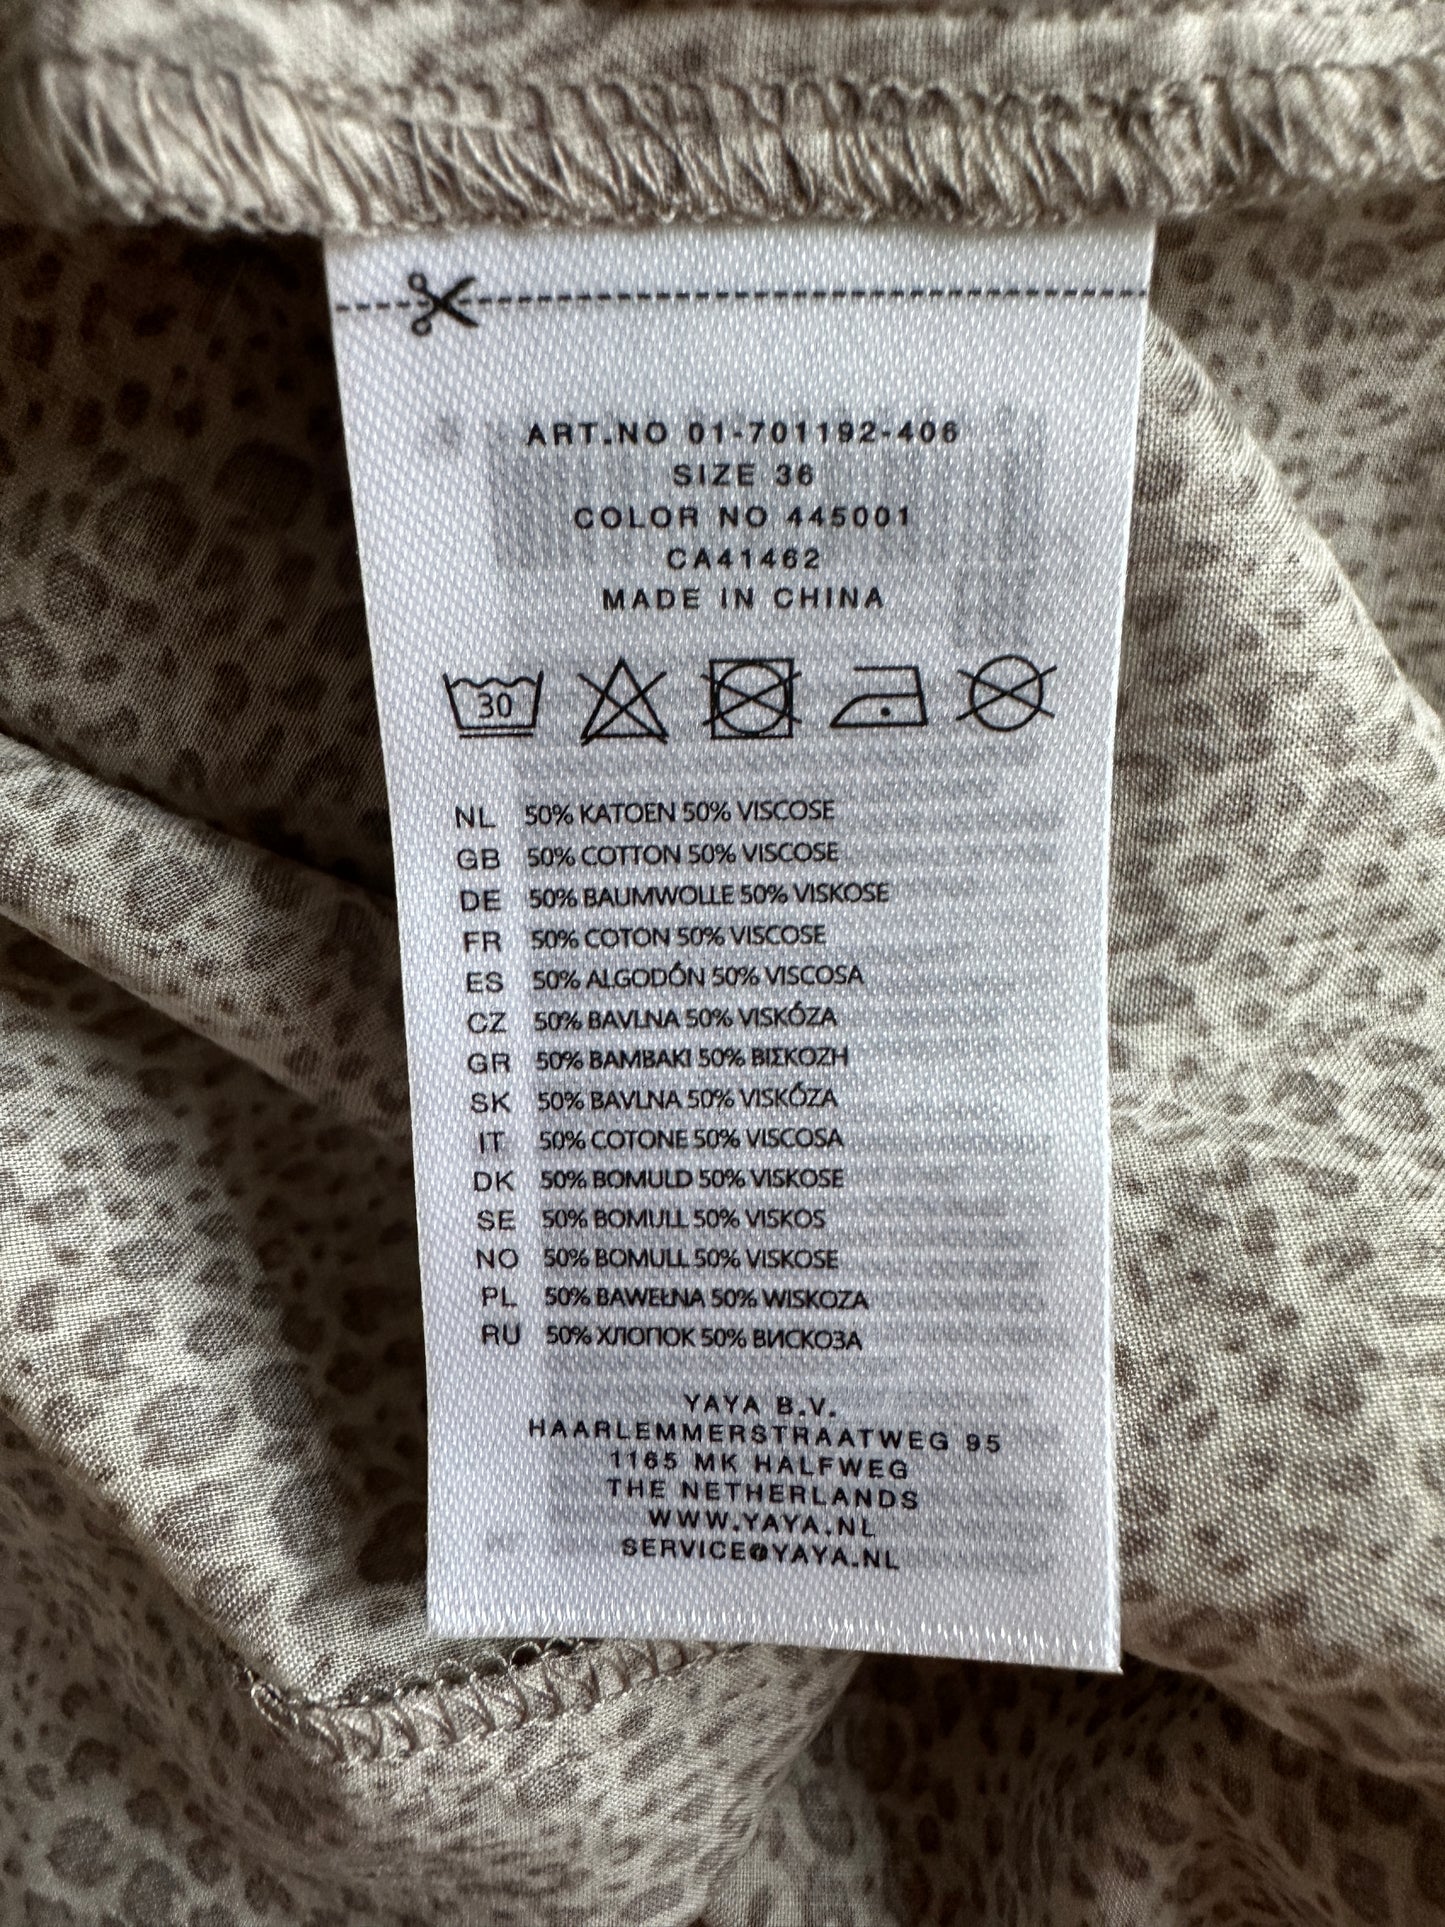 ART.NO 01-701192-406
SIZE 36
COLOR NO 445001
CA41462
MADE IN CHINA
30
NL 50% KATOEN 50% VISCOSE
GB 50% COTTON 50% VISCOSE
DE 50% BAUMWOLLE 50% VISKOSE
FR 50% COTON 50% VISCOSE
ES 50% ALGODÓN 50% VISCOSA
CZ 50% BAVLNA 50% VISKÓZA
GR 50% ΒΑΜΒΑΚΙ 50% ΒΙΣΚΟΖΗ
SK 50% BAVLNA 50% VISKÓZA
IT 50% COTONE 50% VISCOSA
DK 50% BOMULD 50% VISKOSE
SE 50% BOMULL 50% VISKOS
NO 50% BOMULL 50% VISKOSE
PL 50% BAWEŁNA 50% WISKOZA
RU 50% ХЛОПОК 50% ВИСКОЗА
YAYA B.V.
HAARLEMMERSTRAATWEG 95
1165 MK HALFWEG
THE NETHERLANDS
WWW.YAYA.NL
SERVICE@YAYA.NL